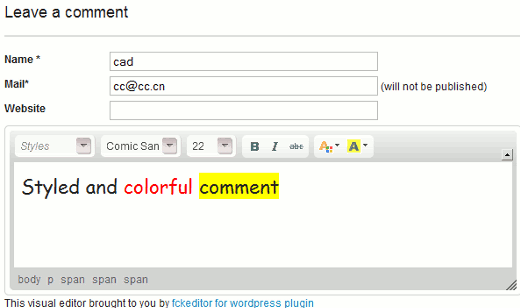 Leave a comment
Name * cad
Mail* cc@cc.cn (will not be published)
Website
Styles Comic San 22 B I abc A A
Styled and colorful comment
body p span span span
This visual editor brought to you by fckeditor for wordpress plugin